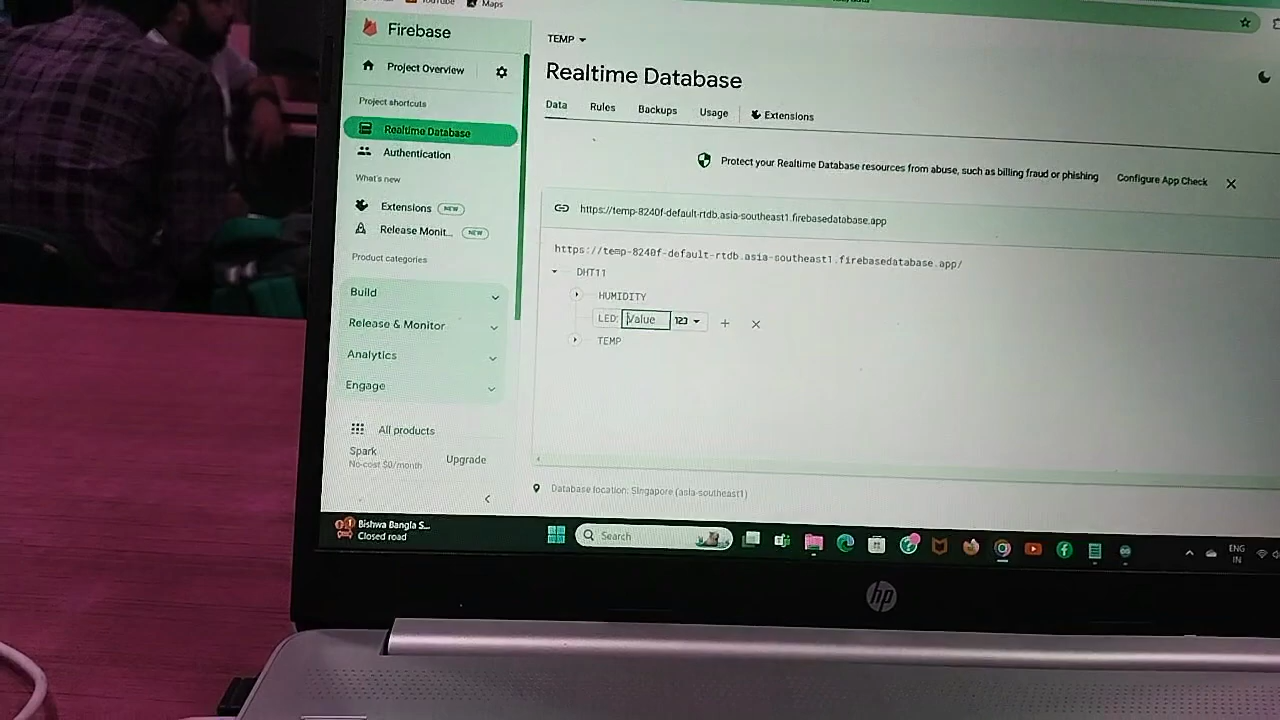 YouTube
Maps
Firebase
TEMP
Project Overview
Realtime Database
Project shortcuts
Data
Rules
Backups
Usage
Extensions
Realtime Database
Authentication
Protect your Realtime Database resources from abuse, such as billing fraud or phishing
Configure App Check
What's new
Extensions NEW
https://temp-8240f-default-rtdb.asia-southeast1.firebasedatabase.app
Release Monit... NEW
https://temp-8240f-default-rtdb.asia-southeast1.firebasedatabase.app/
Product categories
DHT11
Build
HUMIDITY
LED: Value 123
Release & Monitor
TEMP
Analytics
Engage
All products
Spark
No-cost $0/month
Upgrade
Database location: Singapore (asia-southeast1)
Bishwa Bangla S...
Closed road
Search
ENG
IN
hp